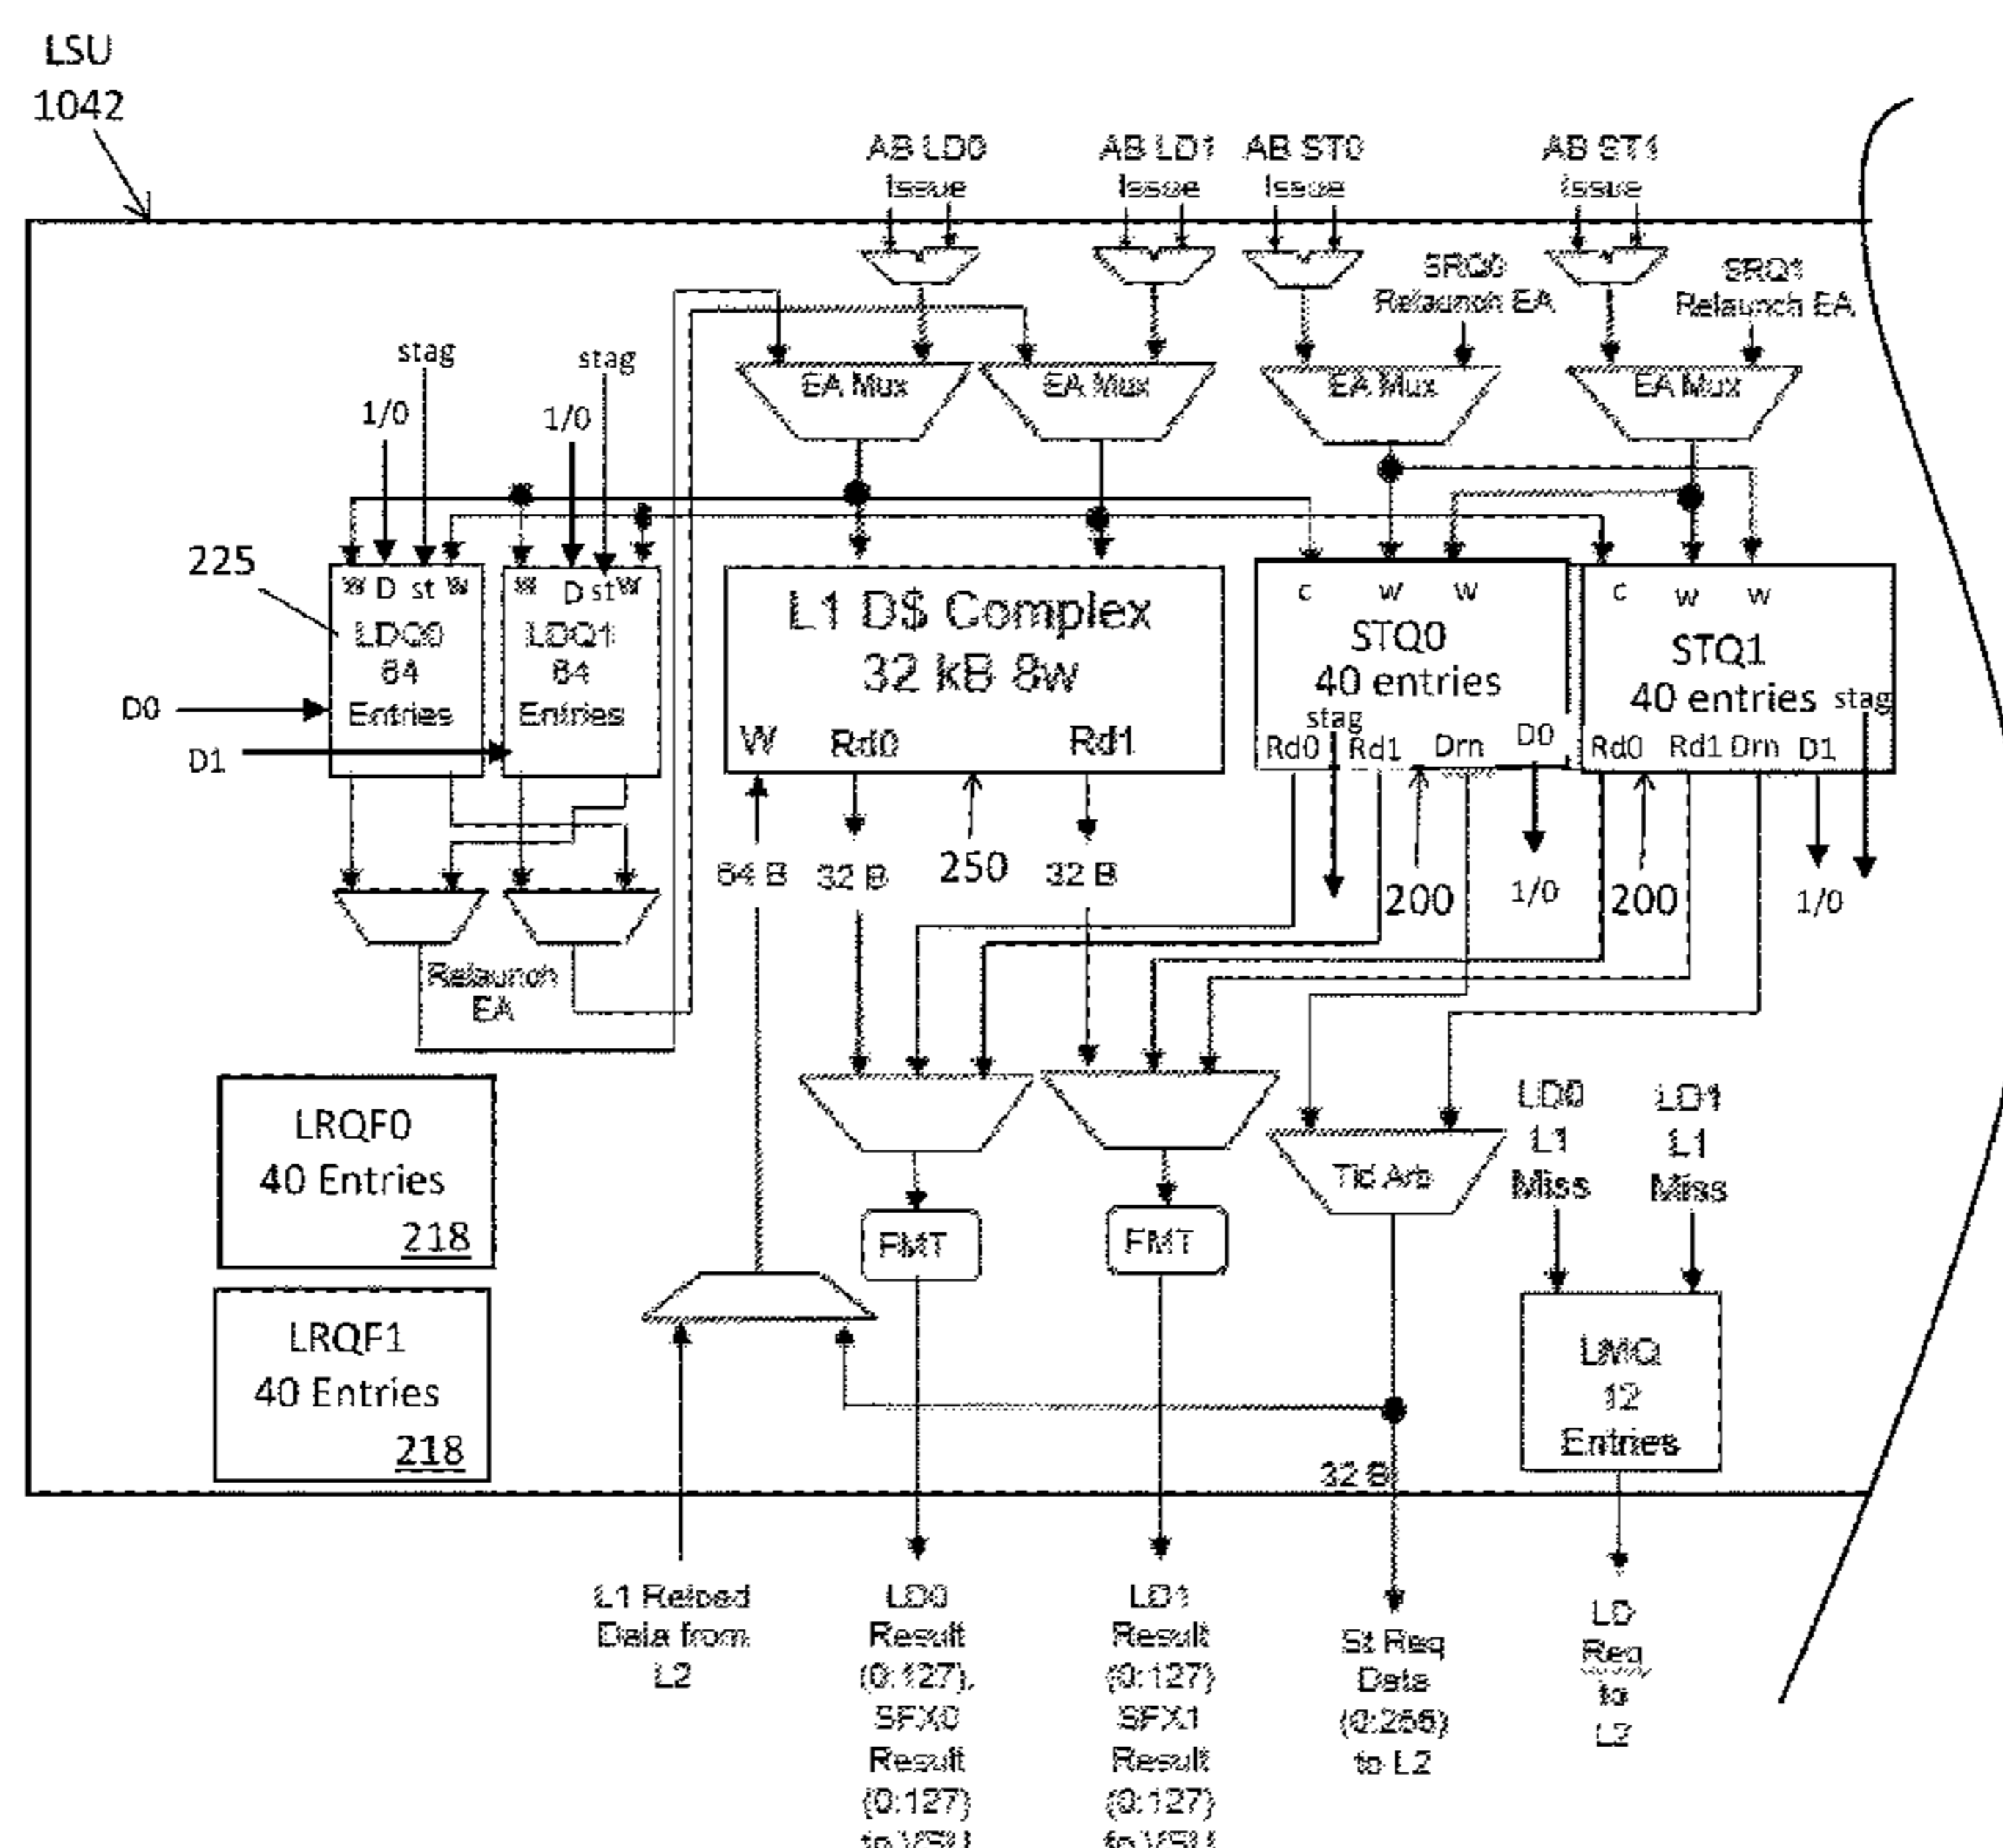 LSU
1042
AB LD0
Issue
AB LD1
Issue
AB ST0
Issue
AB ST1
Issue
SRQ0
Relaunch EA
SRQ1
Relaunch EA
stag
stag
1/0
1/0
EA Mux
EA Mux
EA Mux
EA Mux
225
W D st W
LDQ0
64
Entries
W D st W
LDQ1
64
Entries
D0
D1
L1 D$ Complex
32 kB 8w
W Rd0 Rd1
c w w
STQ0
40 entries
stag
Rd0 Rd1 Drn D0
c w w
STQ1
40 entries stag
Rd0 Rd1 Drn D1
64 B
32 B
250
32 B
200
1/0
200
1/0
Relaunch
EA
LRQF0
40 Entries
218
LRQF1
40 Entries
218
FMT
FMT
Tid Arb
LD0
L1
Miss
LD1
L1
Miss
LMQ
12
Entries
32 B
L1 Reload
Data from
L2
LD0
Result
(0:127),
SFX0
Result
(0:127)
to VSU
LD1
Result
(0:127)
SFX1
Result
(0:127)
to VSU
St Req
Data
(0:255)
to L2
LD
Req
to
L2